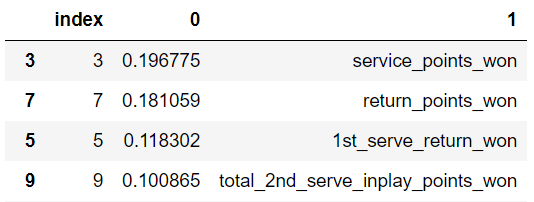 index 0 1
3 3 0.196775 service_points_won
7 7 0.181059 return_points_won
5 5 0.118302 1st_serve_return_won
9 9 0.100865 total_2nd_serve_inplay_points_won